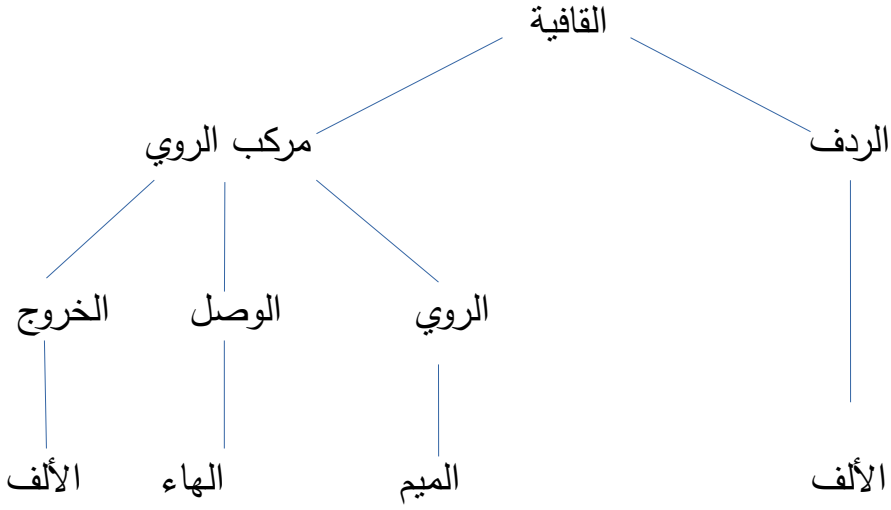 القافية
الردف مركب الروي
الروي الوصل الخروج
الألف الميم الهاء الألف